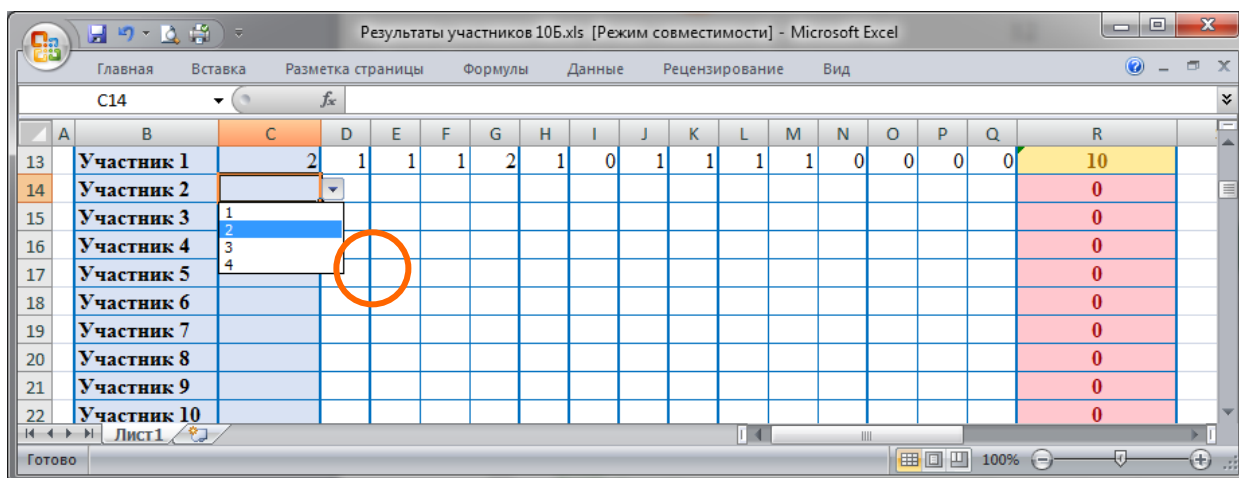 Результаты участников 10Б.xls [Режим совместимости] - Microsoft Excel
Главная Вставка Разметка страницы Формулы Данные Рецензирование Вид
C14 fx
A B C D E F G H I J K L M N O P Q R
13 Участник 1 2 1 1 1 2 1 0 1 1 1 1 0 0 0 0 10
14 Участник 2 0
15 Участник 3 1 0
2
16 Участник 4 3 0
4
17 Участник 5 0
18 Участник 6 0
19 Участник 7 0
20 Участник 8 0
21 Участник 9 0
22 Участник 10 0
Лист1
Готово 100%